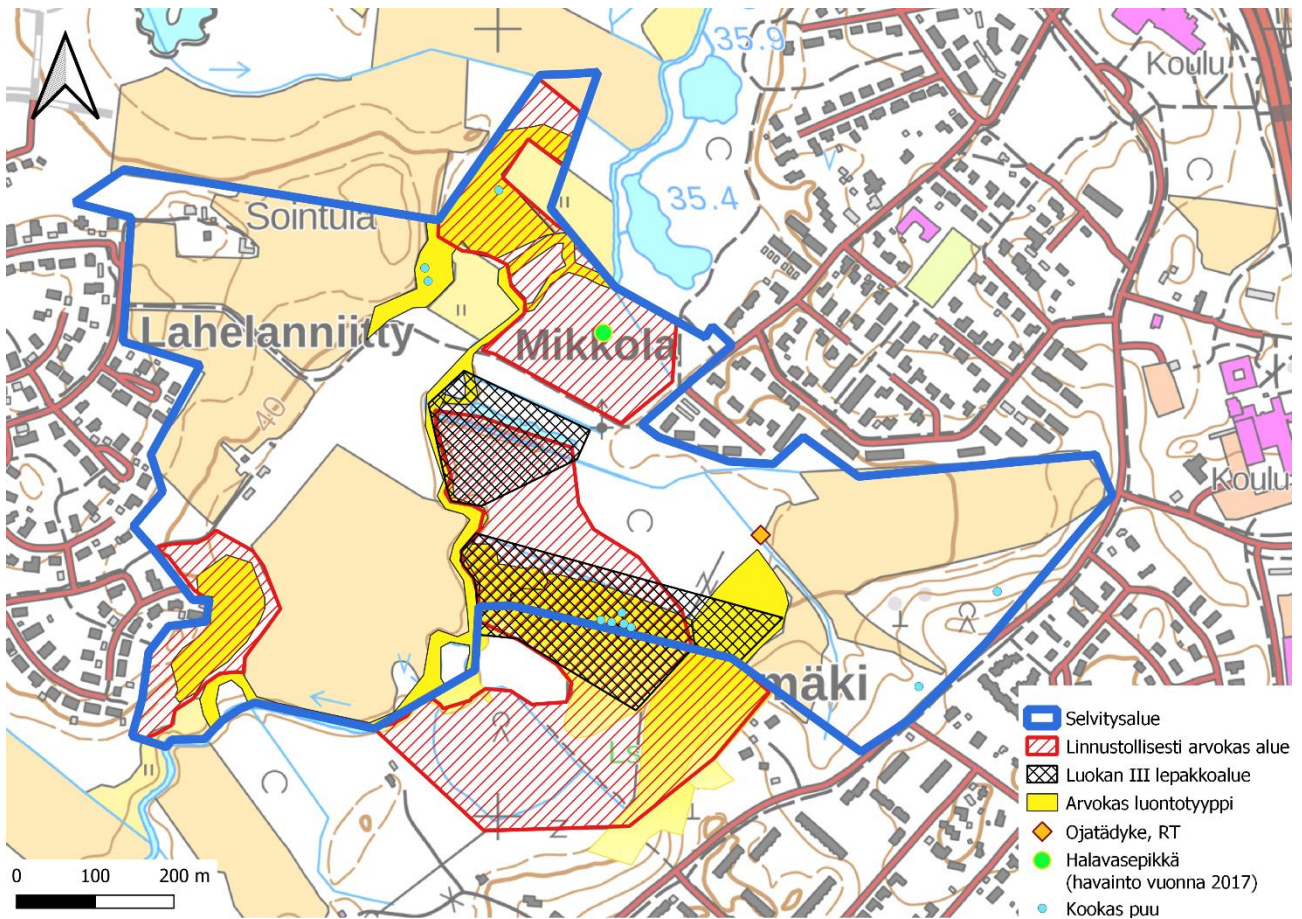 35.9
Koulu
35.4
Sointula
Lahelanniitty
Mikkola
40
Koulu
mäki
Ls
Selvitysalue
Linnustollisesti arvokas alue
Luokan III lepakkoalue
Arvokas luontotyyppi
Ojatädyke, RT
Halavasepikkä
(havainto vuonna 2017)
Kookas puu
0 100 200 m